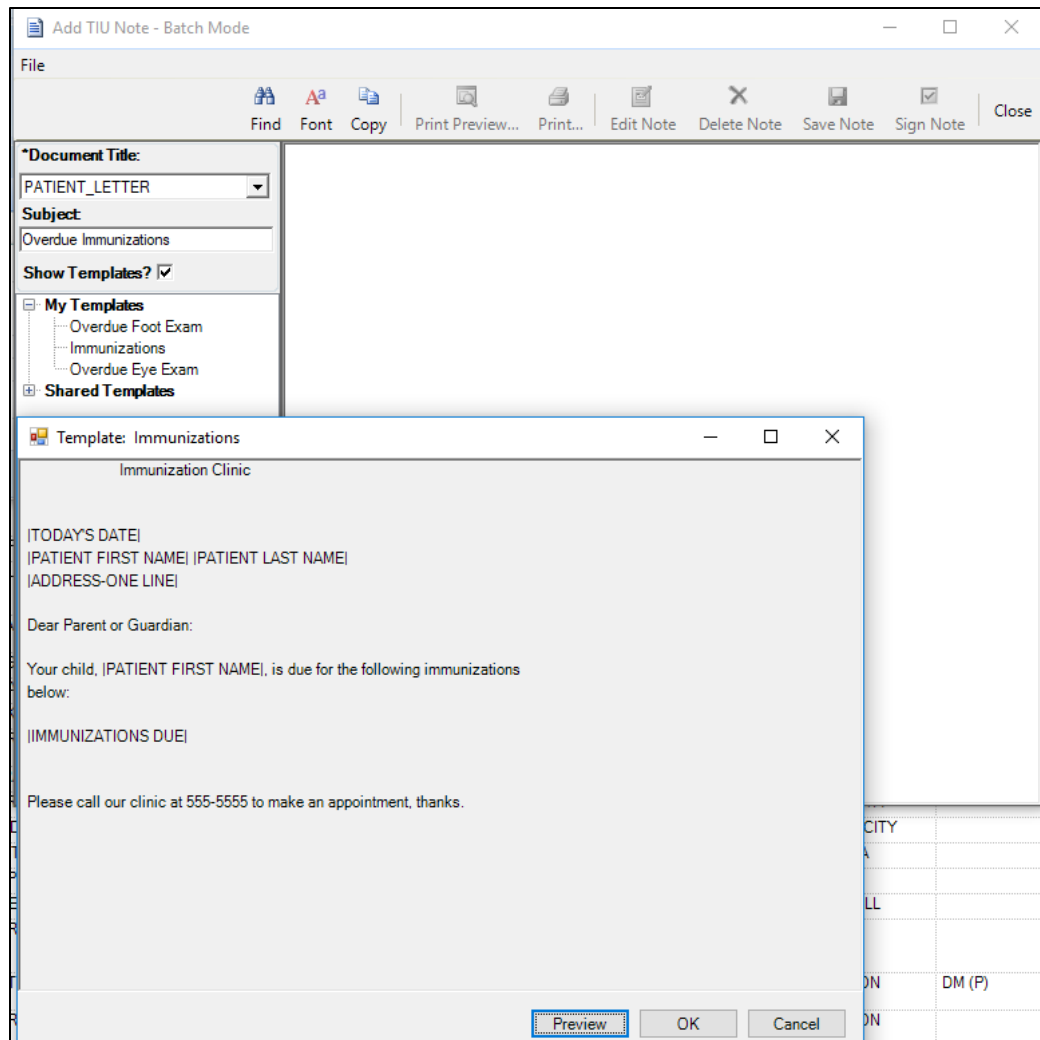 Add TIU Note - Batch Mode
File
Find Font Copy Print Preview... Print... Edit Note Delete Note Save Note Sign Note Close
*Document Title:
PATIENT_LETTER
Subject:
Overdue Immunizations
Show Templates?
My Templates
Overdue Foot Exam
Immunizations
Overdue Eye Exam
Shared Templates
Template: Immunizations
Immunization Clinic
|TODAY'S DATE|
|PATIENT FIRST NAME| |PATIENT LAST NAME|
|ADDRESS-ONE LINE|
Dear Parent or Guardian:
Your child, |PATIENT FIRST NAME|, is due for the following immunizations
below:
|IMMUNIZATIONS DUE|
Please call our clinic at 555-5555 to make an appointment, thanks.
CITY
LL
ON DM (P)
ON
Preview OK Cancel